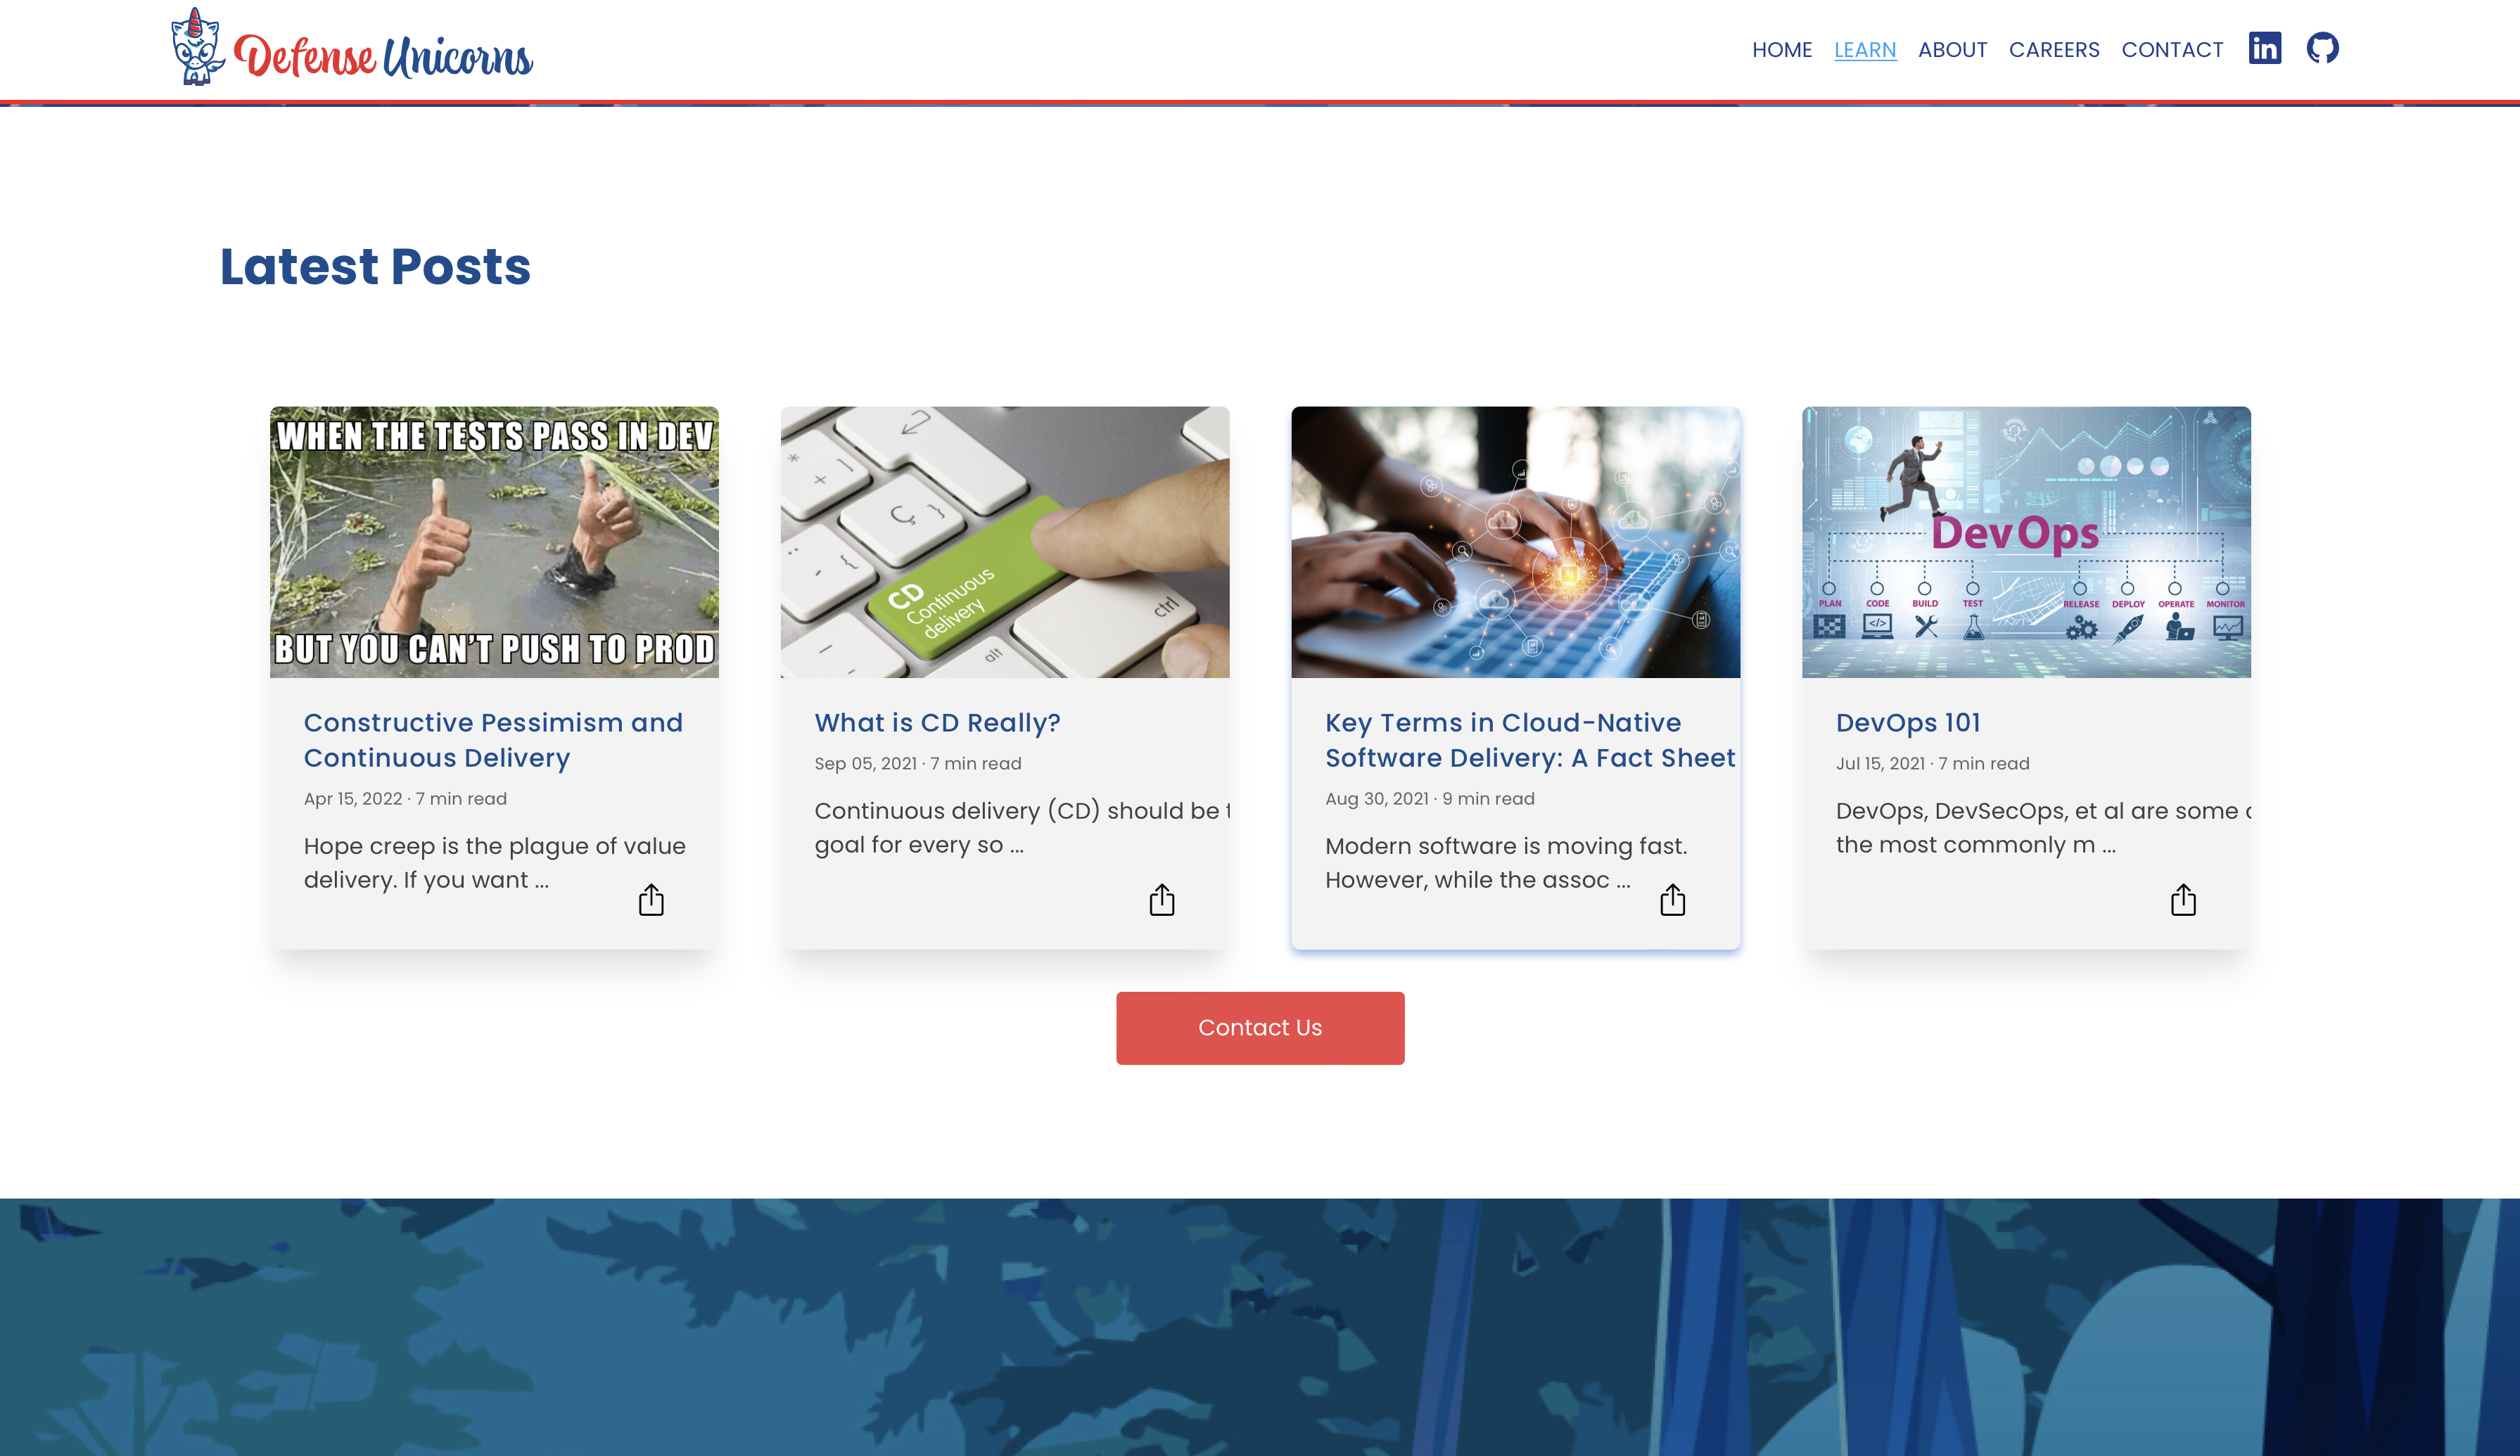 Defense Unicorns
HOME LEARN ABOUT CAREERS CONTACT in
Latest Posts
WHEN THE TESTS PASS IN DEV
BUT YOU CAN'T PUSH TO PROD
Constructive Pessimism and
Continuous Delivery
Apr 15, 2022 · 7 min read
Hope creep is the plague of value
delivery. If you want ...
CD
Continuous
delivery
alt
ctrl
What is CD Really?
Sep 05, 2021 · 7 min read
Continuous delivery (CD) should be t
goal for every so ...
Key Terms in Cloud-Native
Software Delivery: A Fact Sheet
Aug 30, 2021 · 9 min read
Modern software is moving fast.
However, while the assoc ...
DevOps
PLAN CODE BUILD TEST RELEASE DEPLOY OPERATE MONITOR
DevOps 101
Jul 15, 2021 · 7 min read
DevOps, DevSecOps, et al are some
the most commonly m ...
Contact Us